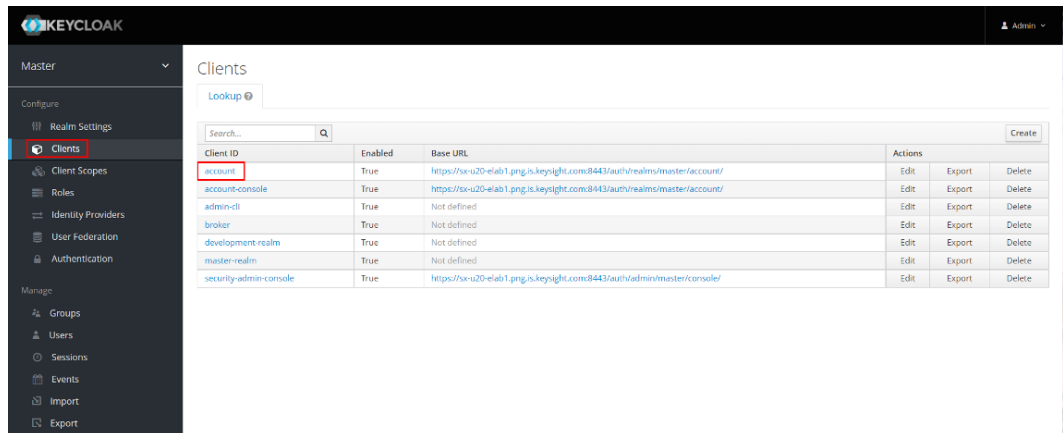 KEYCLOAK
Admin
Master
Configure
Realm Settings
Clients
Client Scopes
Roles
Identity Providers
User Federation
Authentication
Manage
Groups
Users
Sessions
Events
Import
Export
Clients
Lookup
Search...
Create
Client ID Enabled Base URL Actions
account True https://sx-u20-elab1.png.is.keysight.com:8443/auth/realms/master/account/ Edit Export Delete
account-console True https://sx-u20-elab1.png.is.keysight.com:8443/auth/realms/master/account/ Edit Export Delete
admin-cli True Not defined Edit Export Delete
broker True Not defined Edit Export Delete
development-realm True Not defined Edit Export Delete
master-realm True Not defined Edit Export Delete
security-admin-console True https://sx-u20-elab1.png.is.keysight.com:8443/auth/admin/master/console/ Edit Export Delete